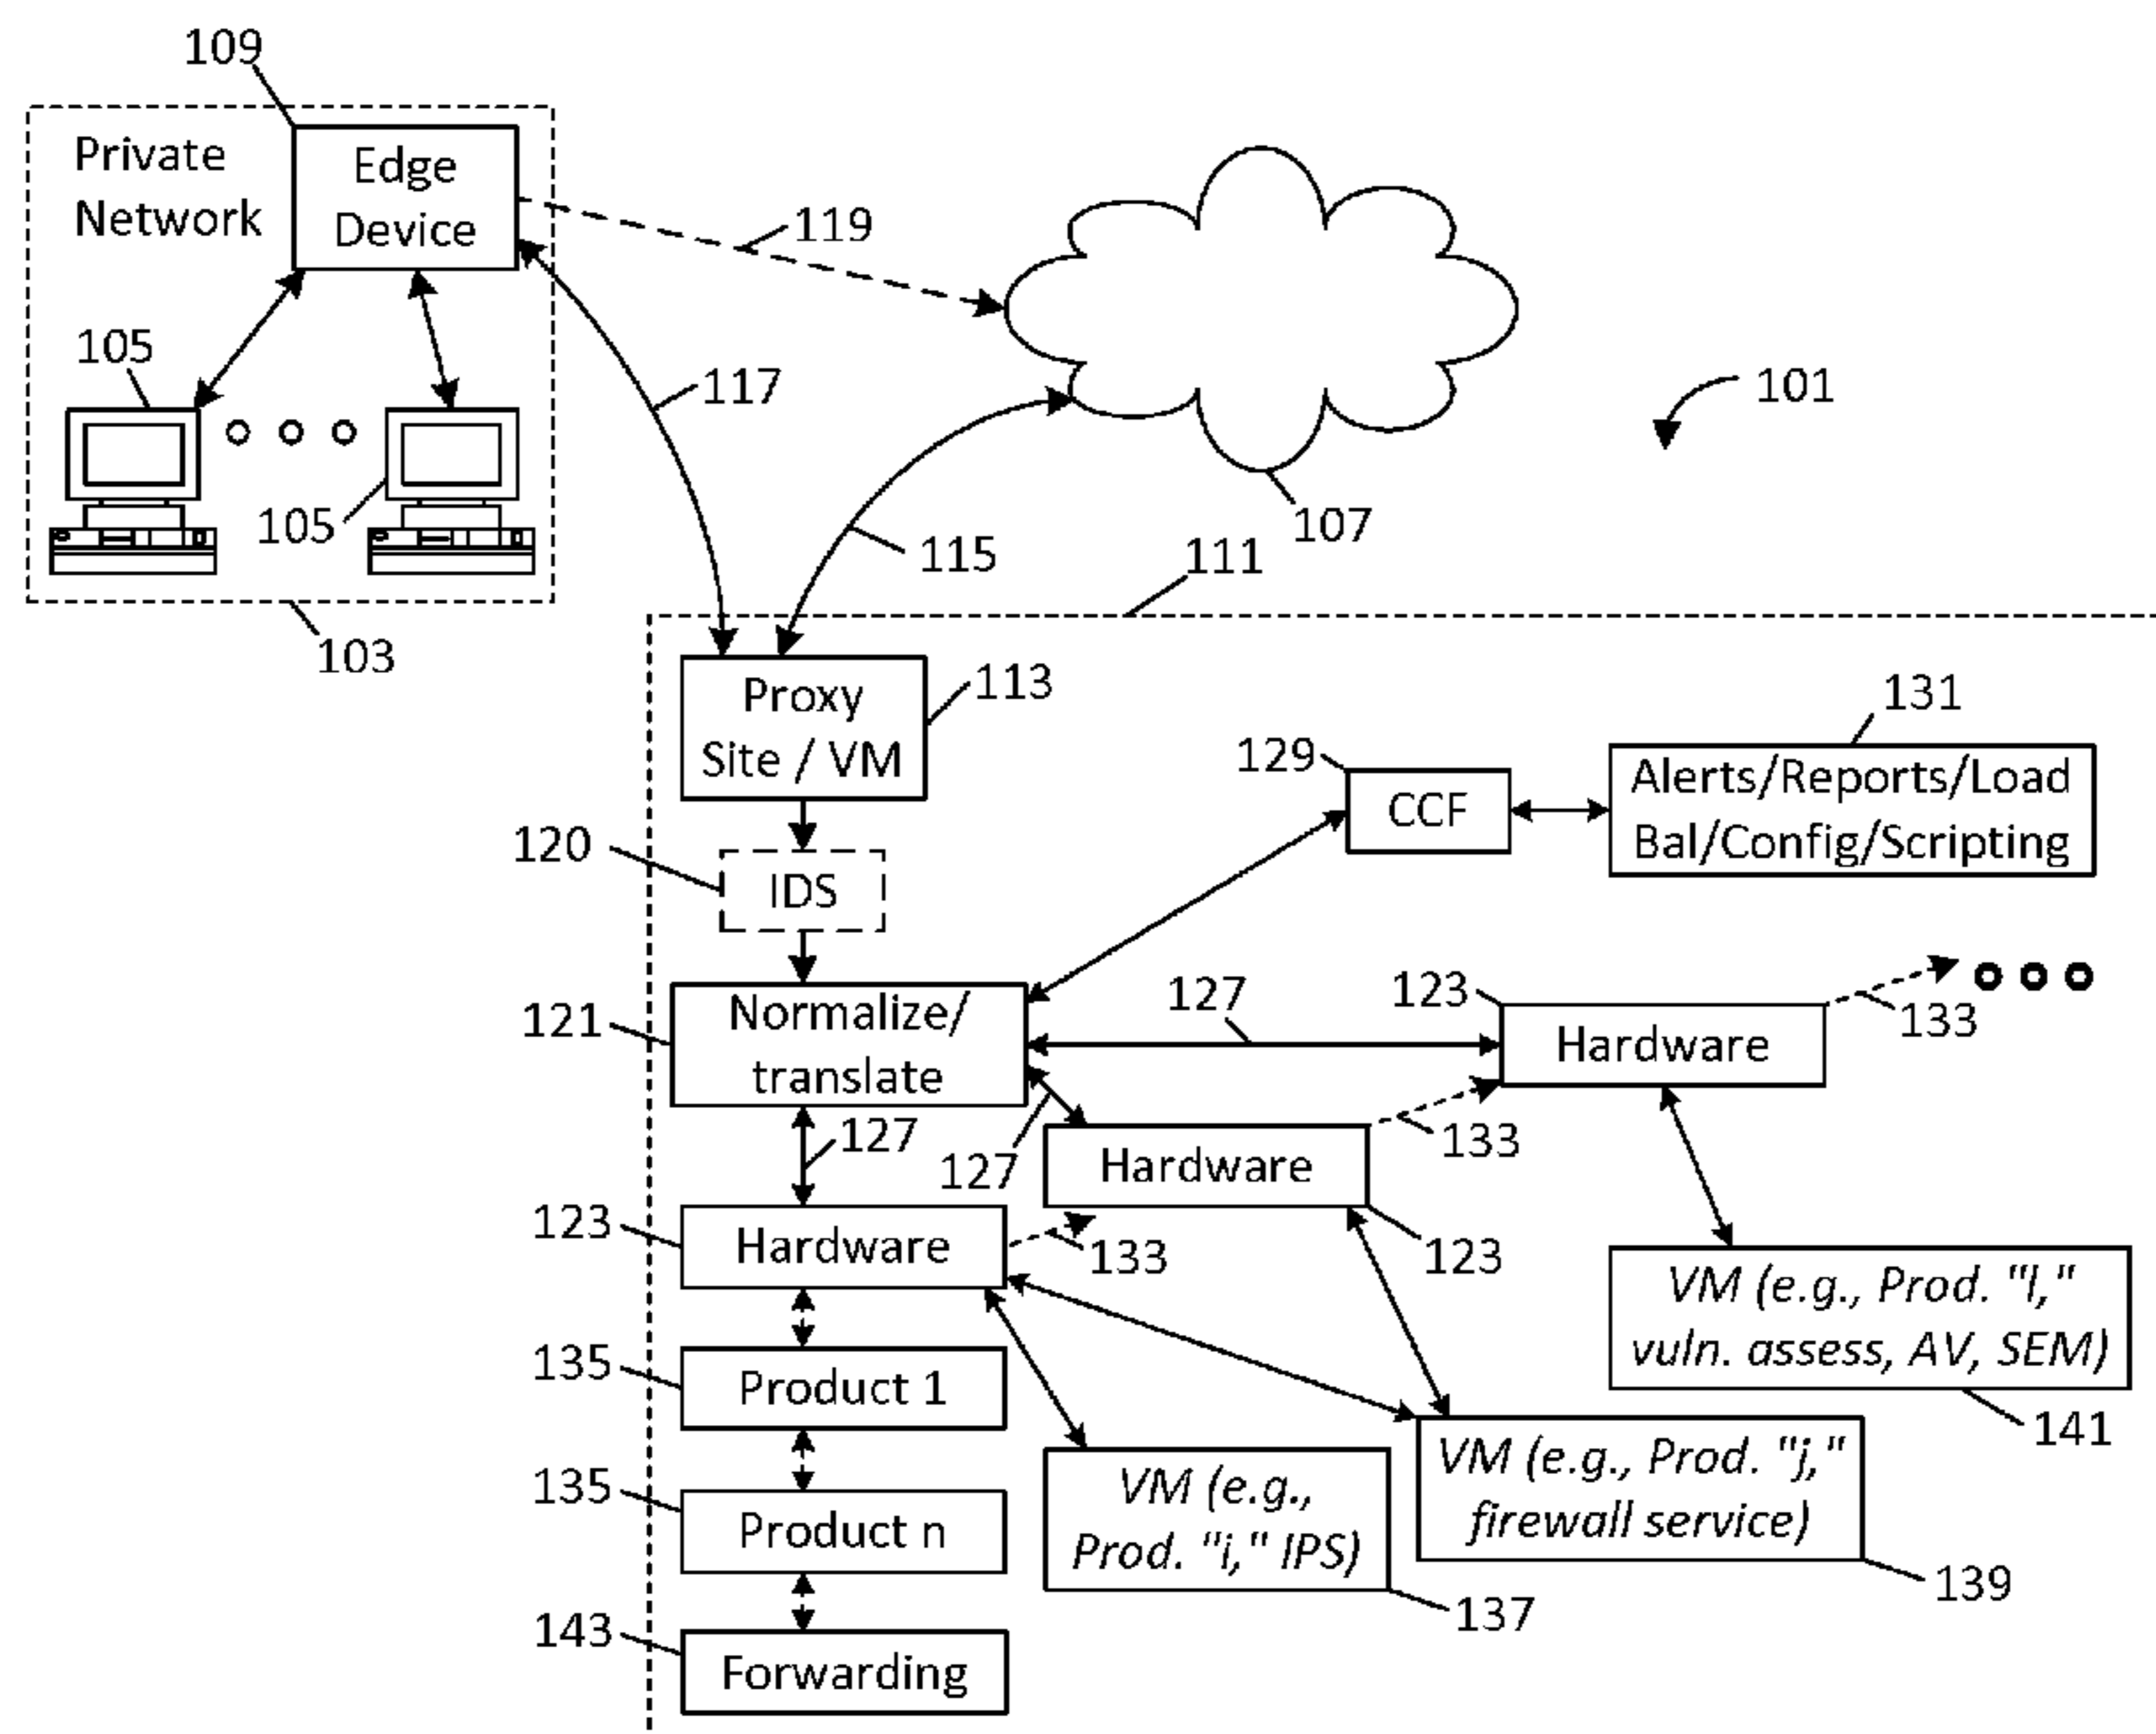 109
Private
Network
Edge
Device
119
105
105
117
101
107
115
111
103
Proxy
Site / VM
113
131
129
CCF
Alerts/Reports/Load
Bal/Config/Scripting
120
IDS
121
Normalize/
translate
127
123
Hardware
133
127
127
Hardware
133
123
123
Hardware
133
VM (e.g., Prod. "l,"
vuln. assess, AV, SEM)
141
135
Product 1
135
Product n
VM (e.g.,
Prod. "i," IPS)
137
VM (e.g., Prod. "j,"
firewall service)
139
143
Forwarding